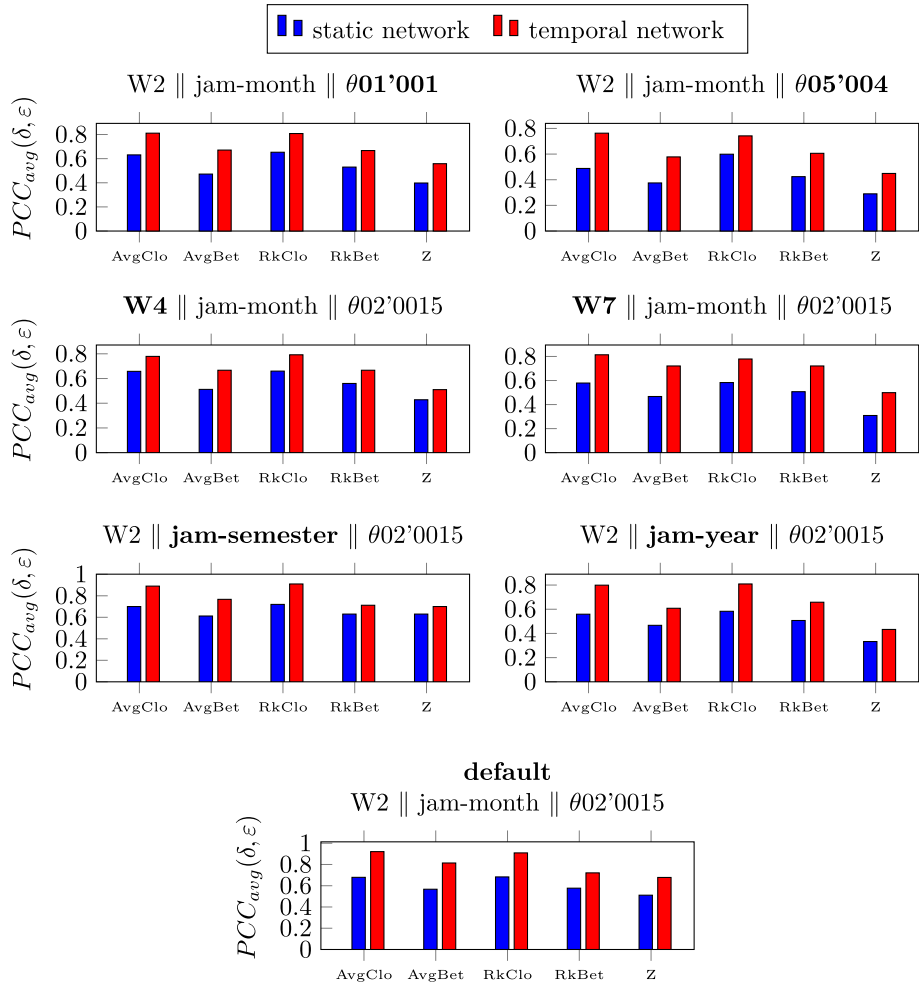 static network temporal network
W2 ∥ jam-month ∥ θ01'001
W2 ∥ jam-month ∥ θ05'004
PCC_avg(δ, ε)
0.8
0.6
0.4
0.2
0
AvgClo AvgBet RkClo RkBet Z
0.8
0.6
0.4
0.2
0
AvgClo AvgBet RkClo RkBet Z
W4 ∥ jam-month ∥ θ02'0015
W7 ∥ jam-month ∥ θ02'0015
PCC_avg(δ, ε)
0.8
0.6
0.4
0.2
0
AvgClo AvgBet RkClo RkBet Z
0.8
0.6
0.4
0.2
0
AvgClo AvgBet RkClo RkBet Z
W2 ∥ jam-semester ∥ θ02'0015
W2 ∥ jam-year ∥ θ02'0015
PCC_avg(δ, ε)
1
0.8
0.6
0.4
0.2
0
AvgClo AvgBet RkClo RkBet Z
0.8
0.6
0.4
0.2
0
AvgClo AvgBet RkClo RkBet Z
default
W2 ∥ jam-month ∥ θ02'0015
PCC_avg(δ, ε)
1
0.8
0.6
0.4
0.2
0
AvgClo AvgBet RkClo RkBet Z